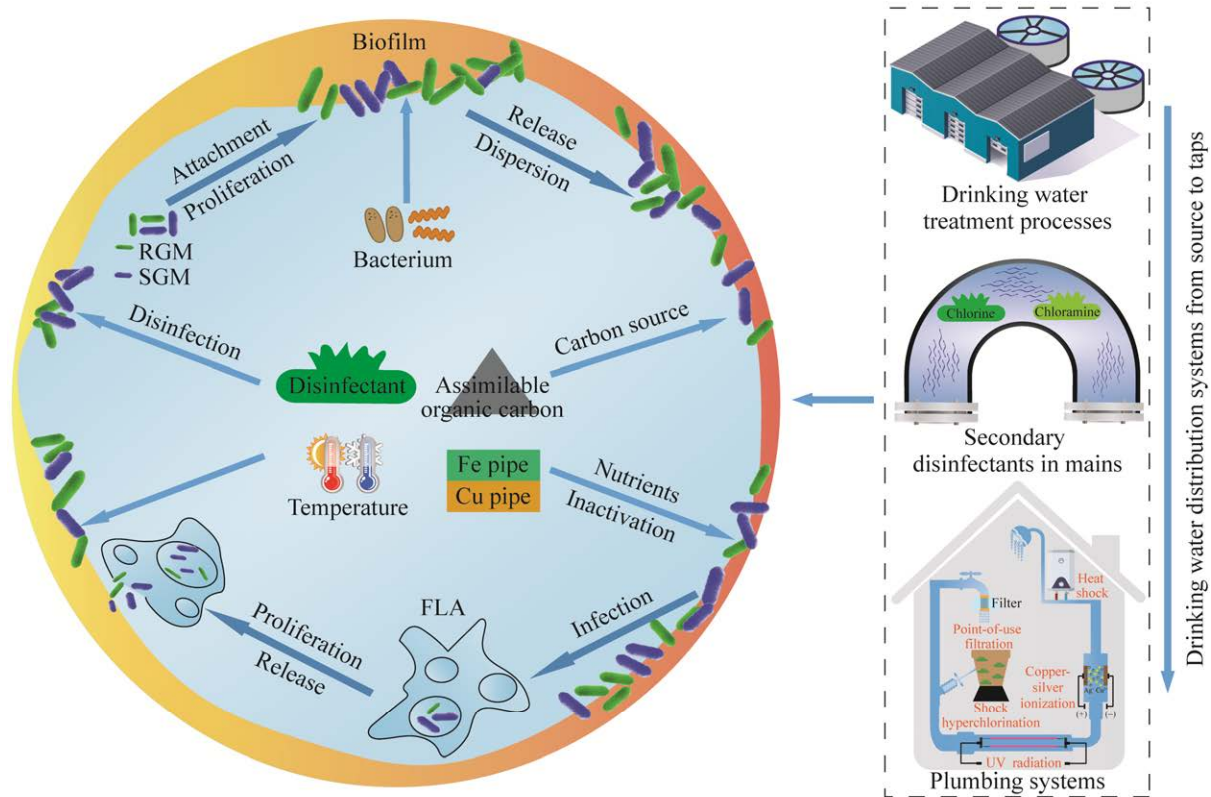 Biofilm
Attachment
Proliferation
Release
Dispersion
RGM
SGM
Bacterium
Disinfection
Carbon source
Disinfectant
Assimilable
organic carbon
Temperature
Fe pipe
Cu pipe
Nutrients
Inactivation
FLA
Infection
Proliferation
Release
Drinking water
treatment processes
Chlorine
Chloramine
Secondary
disinfectants in mains
Heat
shock
Filter
Point-of-use
filtration
Copper-
silver
ionization
Shock
hyperchlorination
(+)
(−)
UV radiation
Plumbing systems
Drinking water distribution systems from source to taps